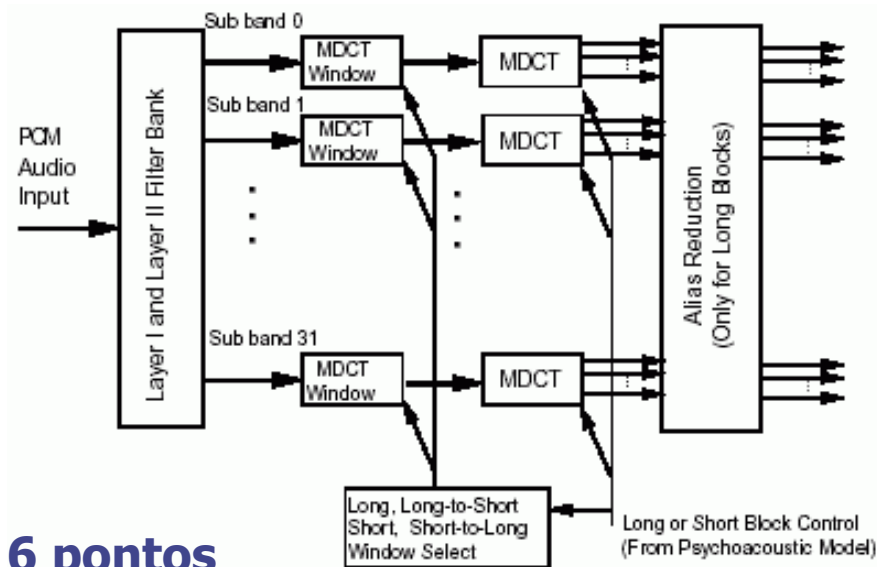 Sub band 0
MDCT
Window
MDCT
Sub band 1
MDCT
Window
MDCT
PCM
Audio
Input
Layer I and Layer II Filter Bank
Alias Reduction
(Only for Long Blocks)
Sub band 31
MDCT
Window
MDCT
Long, Long-to-Short
Short, Short-to-Long
Window Select
Long or Short Block Control
(From Psychoacoustic Model)
6 pontos